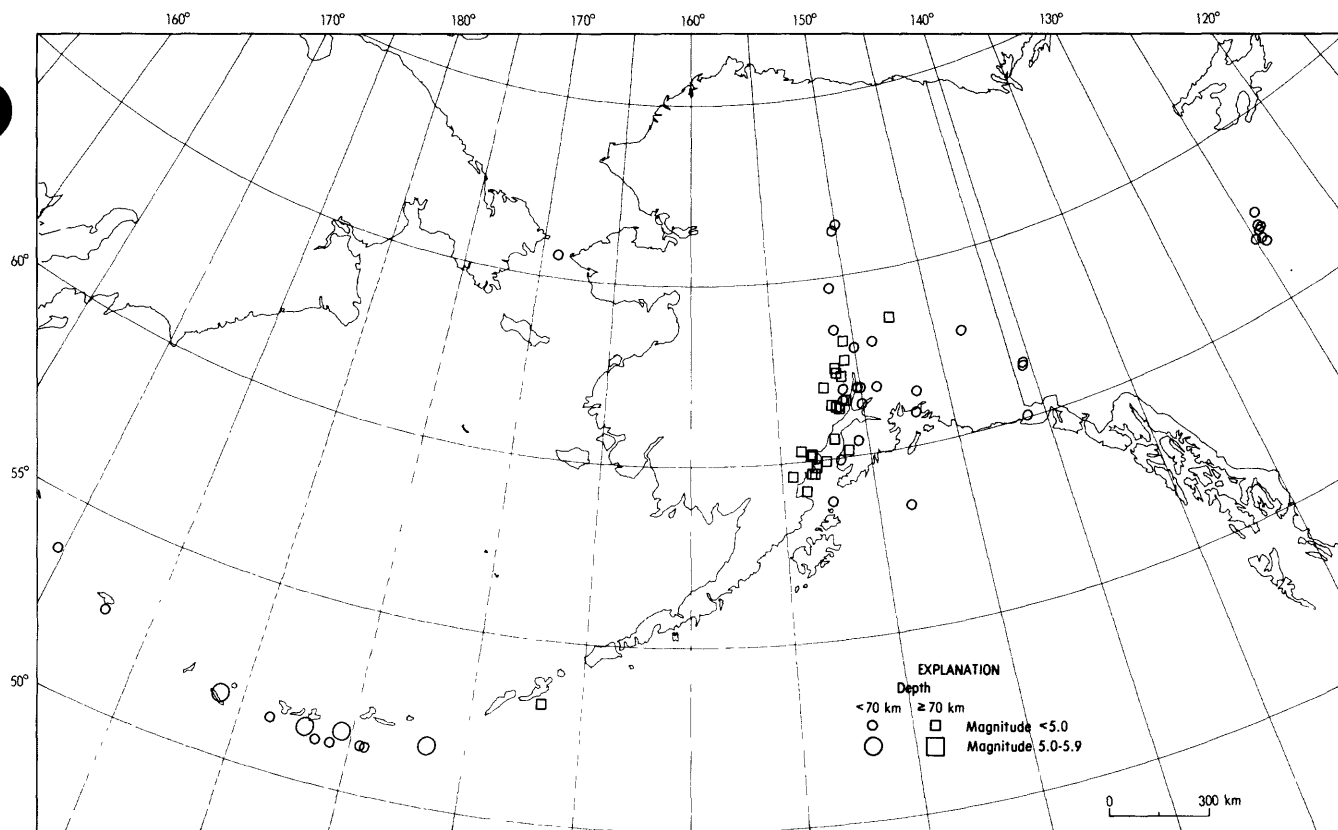 160° 170° 180° 170° 160° 150° 140° 130° 120°
60°
55°
50°
EXPLANATION
Depth
<70 km ≥70 km
Magnitude <5.0
Magnitude 5.0-5.9
0 300 km